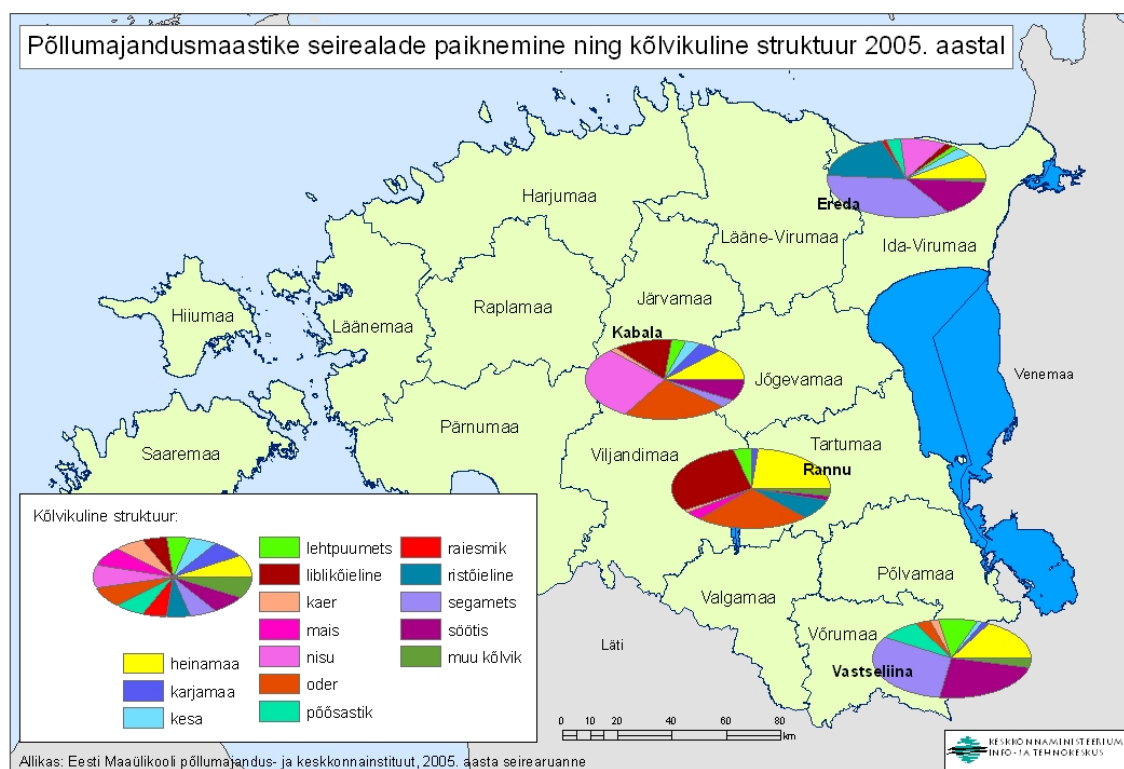 Põllumajandusmaastike seirealade paiknemine ning kõlvikuline struktuur 2005. aastal
Harjumaa
Ereda
Lääne-Virumaa
Ida-Virumaa
Hiiumaa
Läänemaa
Raplamaa
Järvamaa
Kabala
Jõgevamaa
Venemaa
Saaremaa
Pärnumaa
Viljandimaa
Tartumaa
Rannu
Kõlvikuline struktuur:
lehtpuumets
raiesmik
liblikõieline
ristõieline
kaer
segamets
mais
söötis
nisu
muu kõlvik
heinamaa
oder
karjamaa
põõsastik
kesa
Valgamaa
Põlvamaa
Läti
Võrumaa
Vastseliina
0 10 20 40 60 80
km
KESKKONNAMINISTEERIUMI
INFO- JA TEHNOKESKUS
Allikas: Eesti Maaülikooli põllumajandus- ja keskkonnainstituut, 2005. aasta seirearuanne